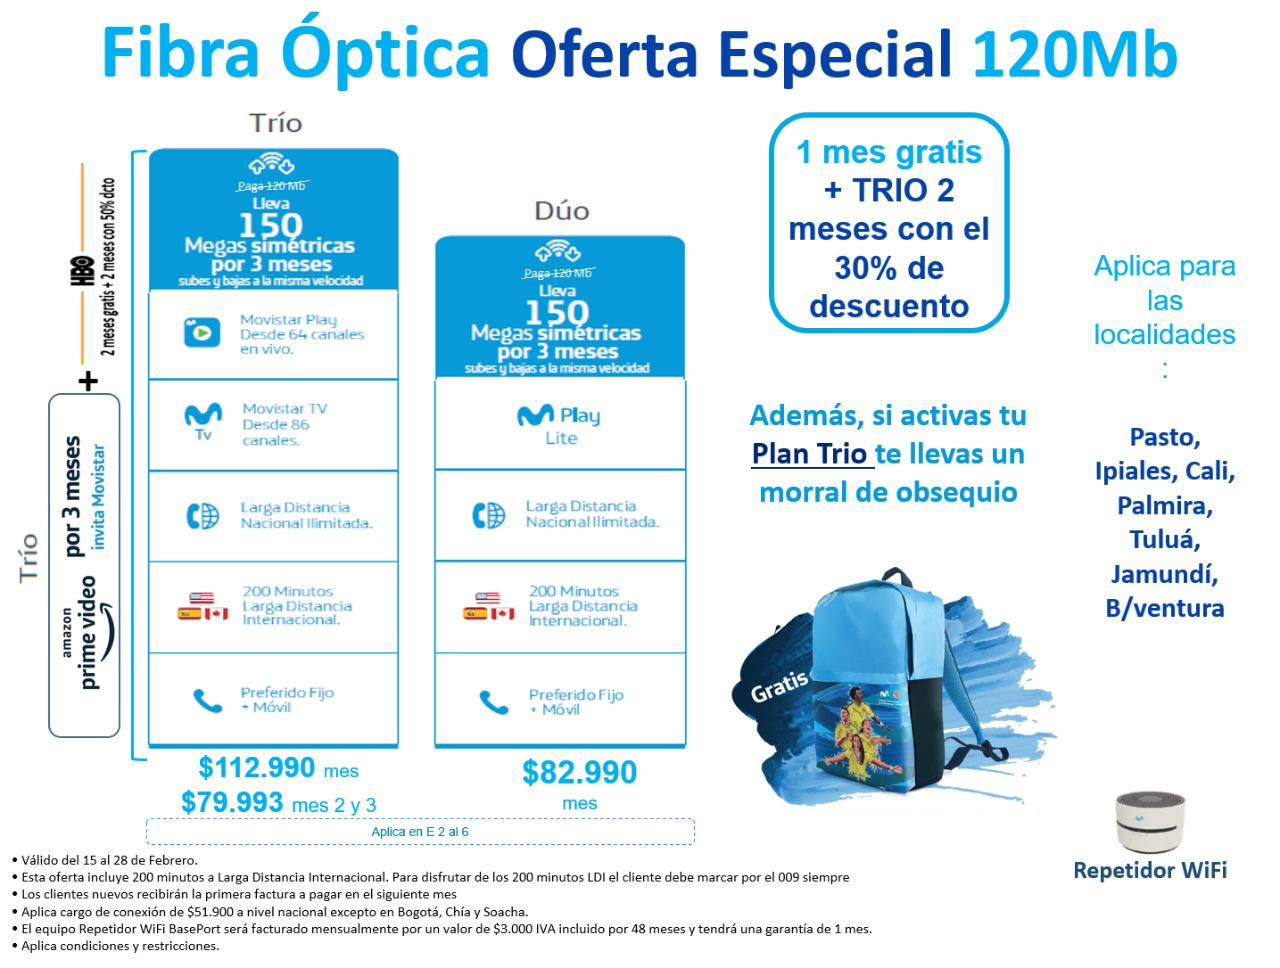 Fibra Óptica Oferta Especial 120Mb
Trío
Paga 120 Mb
Lleva
150
Megas simétricas
por 3 meses
subes y bajas a la misma velocidad
Movistar Play
Desde 64 canales
en vivo.
Tv
Movistar TV
Desde 86
canales.
Larga Distancia
Nacional Ilimitada.
200 Minutos
Larga Distancia
Internacional.
Preferido Fijo
+ Móvil
$112.990 mes
$79.993 mes 2 y 3
Dúo
Paga 120 Mb
Lleva
150
Megas simétricas
por 3 meses
subes y bajas a la misma velocidad
Play
Lite
Larga Distancia
Nacional Ilimitada.
200 Minutos
Larga Distancia
Internacional.
Preferido Fijo
+ Móvil
$82.990
mes
Aplica en E 2 al 6
Trío
HBO
2 meses gratis + 2 meses con 50% dcto
+
por 3 meses
invita Movistar
amazon
prime video
1 mes gratis
+ TRIO 2
meses con el
30% de
descuento
Además, si activas tu
Plan Trio te llevas un
morral de obsequio
Gratis
Aplica para
las
localidades
:
Pasto,
Ipiales, Cali,
Palmira,
Tuluá,
Jamundí,
B/ventura
Repetidor WiFi
• Válido del 15 al 28 de Febrero.
• Esta oferta incluye 200 minutos a Larga Distancia Internacional. Para disfrutar de los 200 minutos LDI el cliente debe marcar por el 009 siempre
• Los clientes nuevos recibirán la primera factura a pagar en el siguiente mes
• Aplica cargo de conexión de $51.900 a nivel nacional excepto en Bogotá, Chía y Soacha.
• El equipo Repetidor WiFi BasePort será facturado mensualmente por un valor de $3.000 IVA incluido por 48 meses y tendrá una garantía de 1 mes.
• Aplica condiciones y restricciones.